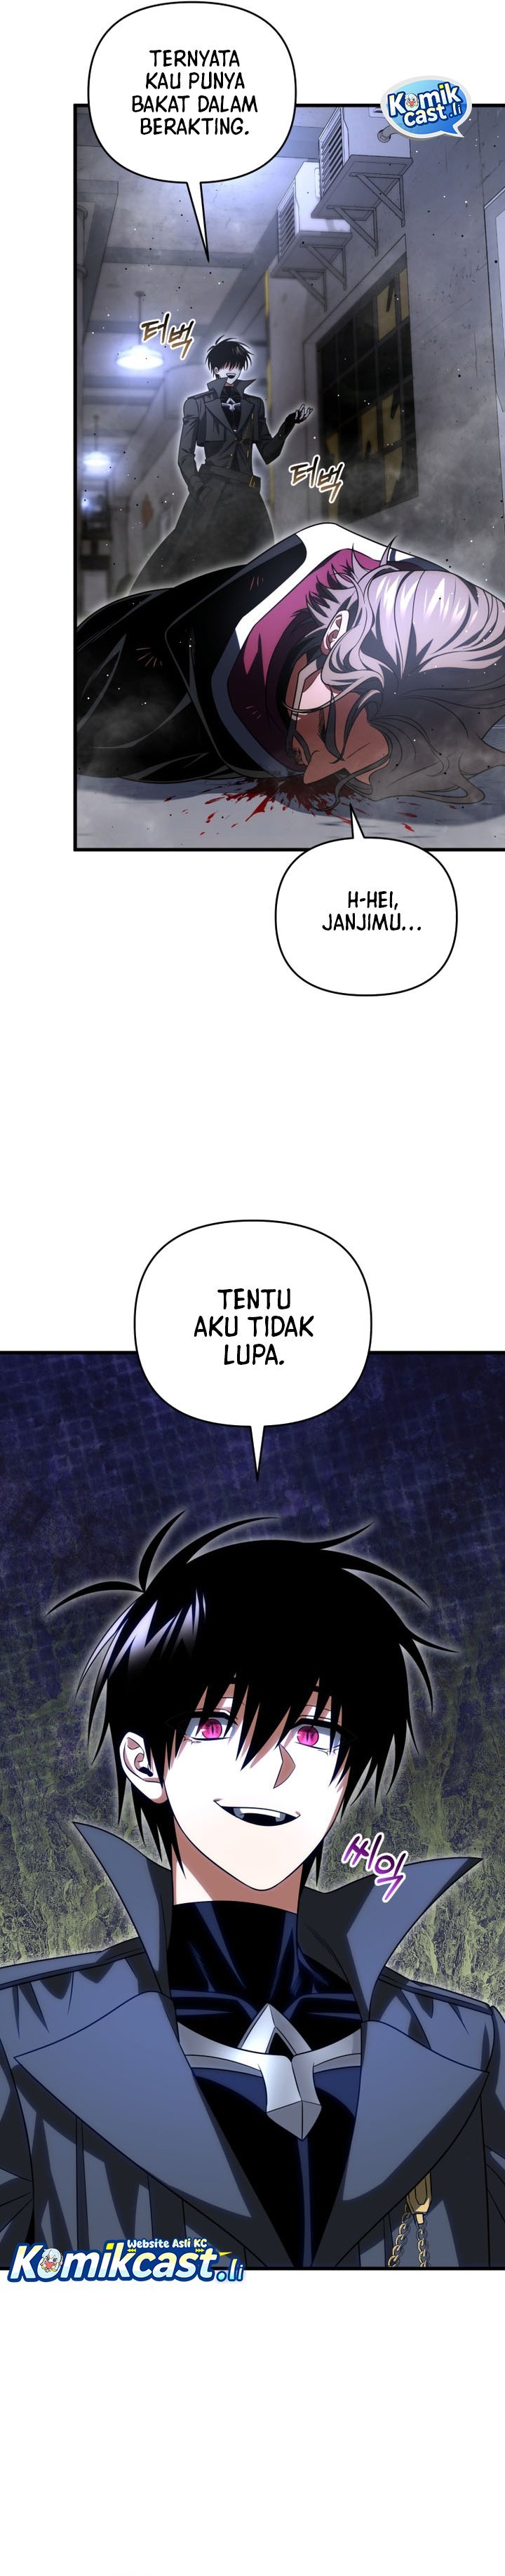 TERNYATA
KAU PUNYA
BAKAT DALAM
BERAKTING.
Komik
cast.li
터벅
터벅
H-HEI,
JANJIMU...
TENTU
AKU TIDAK
LUPA.
씨익
Website Asli KC
Komikcast.li